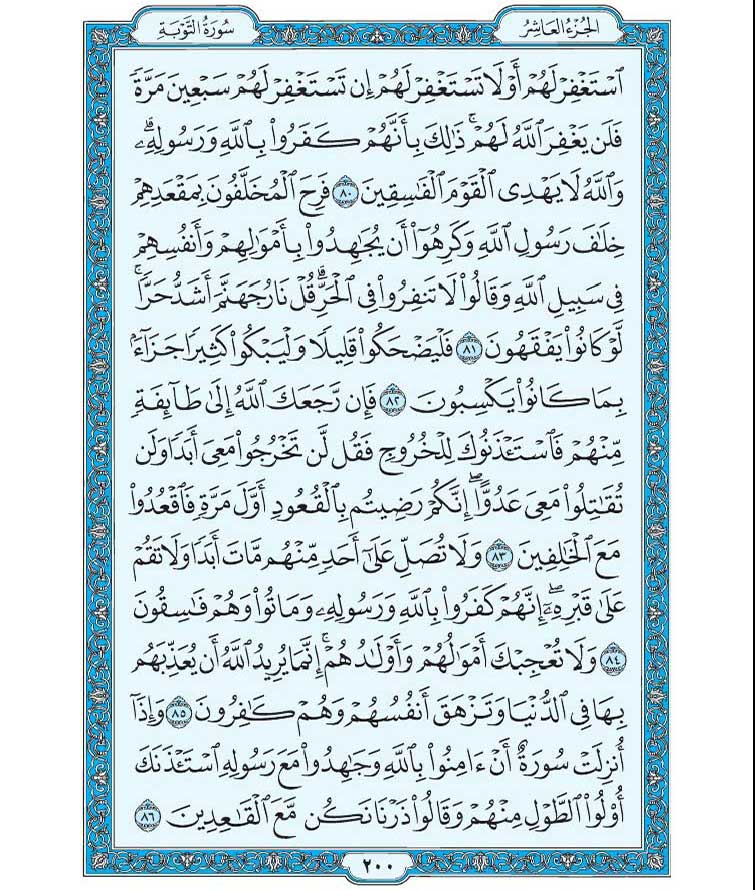 الجُزْءُ العَاشِرُ
سُورَةُ التَّوْبَةِ
ٱسۡتَغۡفِرۡ لَهُمۡ أَوۡ لَا تَسۡتَغۡفِرۡ لَهُمۡ إِن تَسۡتَغۡفِرۡ لَهُمۡ سَبۡعِينَ مَرَّةٗ
فَلَن يَغۡفِرَ ٱللَّهُ لَهُمۡۚ ذَٰلِكَ بِأَنَّهُمۡ كَفَرُواْ بِٱللَّهِ وَرَسُولِهِۦۗ
وَٱللَّهُ لَا يَهۡدِي ٱلۡقَوۡمَ ٱلۡفَٰسِقِينَ ٨٠ فَرِحَ ٱلۡمُخَلَّفُونَ بِمَقۡعَدِهِمۡ
خِلَٰفَ رَسُولِ ٱللَّهِ وَكَرِهُوٓاْ أَن يُجَٰهِدُواْ بِأَمۡوَٰلِهِمۡ وَأَنفُسِهِمۡ
فِي سَبِيلِ ٱللَّهِ وَقَالُواْ لَا تَنفِرُواْ فِي ٱلۡحَرِّۗ قُلۡ نَارُ جَهَنَّمَ أَشَدُّ حَرّٗاۚ
لَّوۡ كَانُواْ يَفۡقَهُونَ ٨١ فَلۡيَضۡحَكُواْ قَلِيلٗا وَلۡيَبۡكُواْ كَثِيرٗا جَزَآءَۢ
بِمَا كَانُواْ يَكۡسِبُونَ ٨٢ فَإِن رَّجَعَكَ ٱللَّهُ إِلَىٰ طَآئِفَةٖ
مِّنۡهُمۡ فَٱسۡتَـٔۡذَنُوكَ لِلۡخُرُوجِ فَقُل لَّن تَخۡرُجُواْ مَعِيَ أَبَدٗا وَلَن
تُقَٰتِلُواْ مَعِيَ عَدُوًّاۖ إِنَّكُمۡ رَضِيتُم بِٱلۡقُعُودِ أَوَّلَ مَرَّةٖ فَٱقۡعُدُواْ
مَعَ ٱلۡخَٰلِفِينَ ٨٣ وَلَا تُصَلِّ عَلَىٰٓ أَحَدٖ مِّنۡهُم مَّاتَ أَبَدٗا وَلَا تَقُمۡ
عَلَىٰ قَبۡرِهِۦٓۖ إِنَّهُمۡ كَفَرُواْ بِٱللَّهِ وَرَسُولِهِۦ وَمَاتُواْ وَهُمۡ فَٰسِقُونَ
٨٤ وَلَا تُعۡجِبۡكَ أَمۡوَٰلُهُمۡ وَأَوۡلَٰدُهُمۡۚ إِنَّمَا يُرِيدُ ٱللَّهُ أَن يُعَذِّبَهُم
بِهَا فِي ٱلدُّنۡيَا وَتَزۡهَقَ أَنفُسُهُمۡ وَهُمۡ كَٰفِرُونَ ٨٥ وَإِذَآ
أُنزِلَتۡ سُورَةٌ أَنۡ ءَامِنُواْ بِٱللَّهِ وَجَٰهِدُواْ مَعَ رَسُولِهِ ٱسۡتَـٔۡذَنَكَ
أُوْلُواْ ٱلطَّوۡلِ مِنۡهُمۡ وَقَالُواْ ذَرۡنَا نَكُن مَّعَ ٱلۡقَٰعِدِينَ ٨٦
٢٠٠